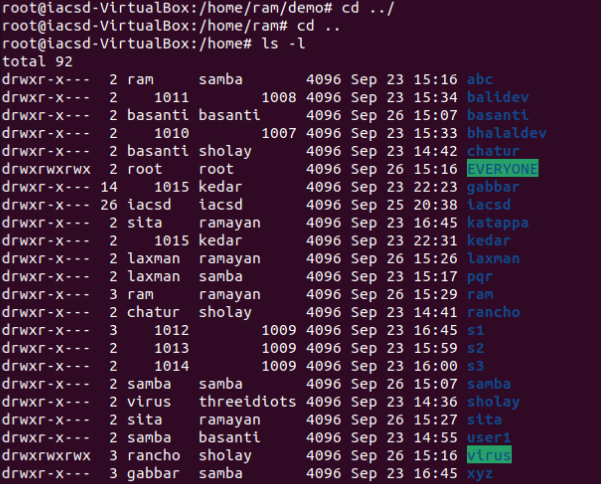 root@iacsd-VirtualBox:/home/ram/demo# cd ../
root@iacsd-VirtualBox:/home/ram# cd ..
root@iacsd-VirtualBox:/home# ls -l
total 92
drwxr-x---  2 ram     samba       4096 Sep 23 15:16 abc
drwxr-x---  2    1011        1008 4096 Sep 23 15:34 balidev
drwxr-x---  2 basanti basanti     4096 Sep 26 15:07 basanti
drwxr-x---  2    1010        1007 4096 Sep 23 15:33 bhalaldev
drwxr-x---  2 basanti sholay      4096 Sep 23 14:42 chatur
drwxrwxrwx  2 root    root        4096 Sep 26 15:16 EVERYONE
drwxr-x--- 14    1015 kedar       4096 Sep 23 22:23 gabbar
drwxr-x--- 26 iacsd   iacsd       4096 Sep 25 20:38 iacsd
drwxr-x---  2 sita    ramayan     4096 Sep 23 16:45 katappa
drwxr-x---  2    1015 kedar       4096 Sep 23 22:31 kedar
drwxr-x---  2 laxman  ramayan     4096 Sep 26 15:26 laxman
drwxr-x---  2 laxman  samba       4096 Sep 23 15:17 pqr
drwxr-x---  3 ram     ramayan     4096 Sep 26 15:29 ram
drwxr-x---  2 chatur  sholay      4096 Sep 23 14:41 rancho
drwxr-x---  3    1012        1009 4096 Sep 23 16:45 s1
drwxr-x---  2    1013        1009 4096 Sep 23 15:59 s2
drwxr-x---  2    1014        1009 4096 Sep 23 16:00 s3
drwxr-x---  2 samba   samba       4096 Sep 26 15:07 samba
drwxr-x---  2 virus   threeidiots 4096 Sep 23 14:36 sholay
drwxr-x---  2 sita    ramayan     4096 Sep 26 15:27 sita
drwxr-x---  2 samba   basanti     4096 Sep 23 14:55 user1
drwxrwxrwx  3 rancho  sholay      4096 Sep 26 15:16 virus
drwxr-x---  3 gabbar  samba       4096 Sep 23 16:45 xyz